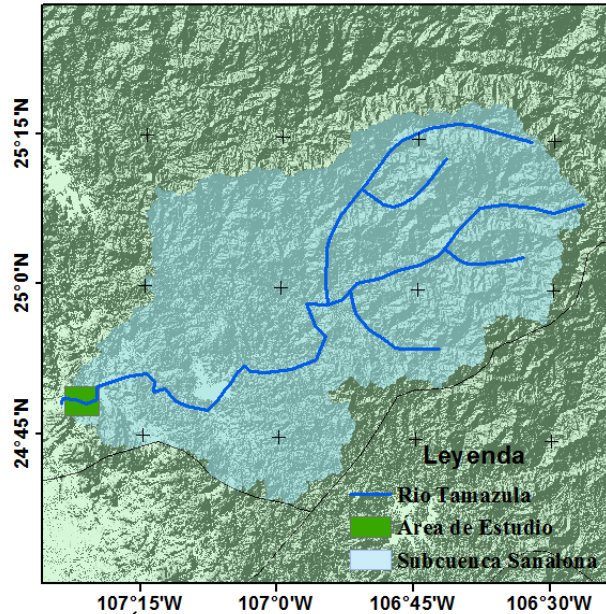 25°15'N
25°0'N
24°45'N
Leyenda
Rio Tamazula
Área de Estudio
Subcuenca Sanalona
107°15'W 107°0'W 106°45'W 106°30'W